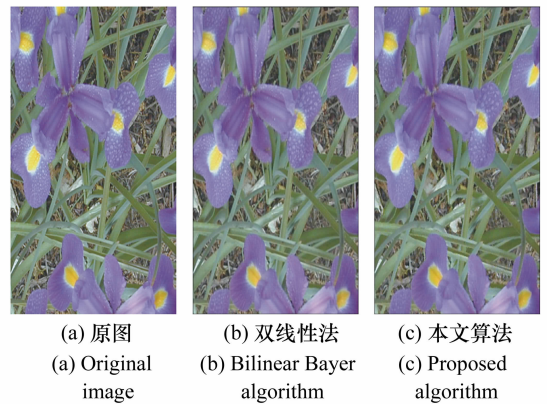 (a) 原图
(a) Original
image
(b) 双线性法
(b) Bilinear Bayer
algorithm
(c) 本文算法
(c) Proposed
algorithm